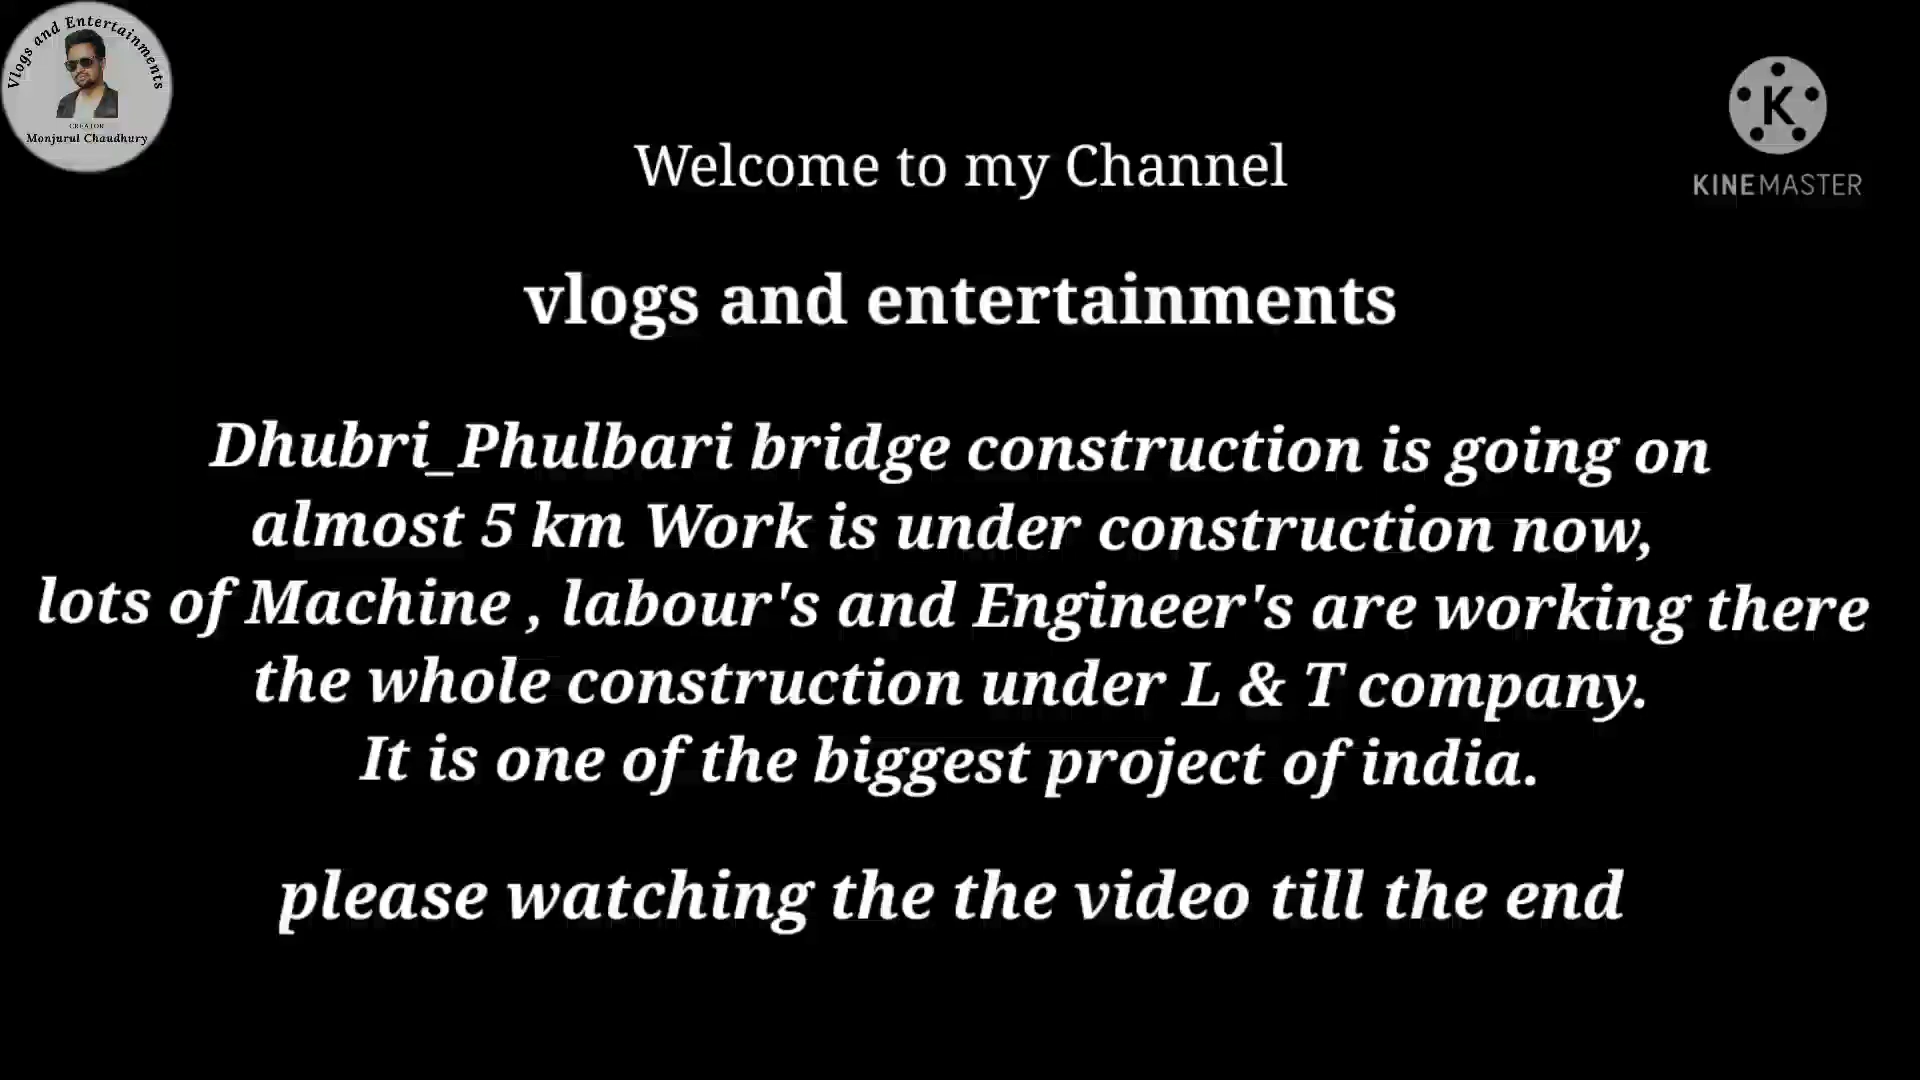 Vlogs and Entertainments
CREATOR
Monjurul Chaudhury
KINEMASTER
Welcome to my Channel
vlogs and entertainments
Dhubri_Phulbari bridge construction is going on
almost 5 km Work is under construction now,
lots of Machine , labour's and Engineer's are working there
the whole construction under L & T company.
It is one of the biggest project of india.
please watching the the video till the end